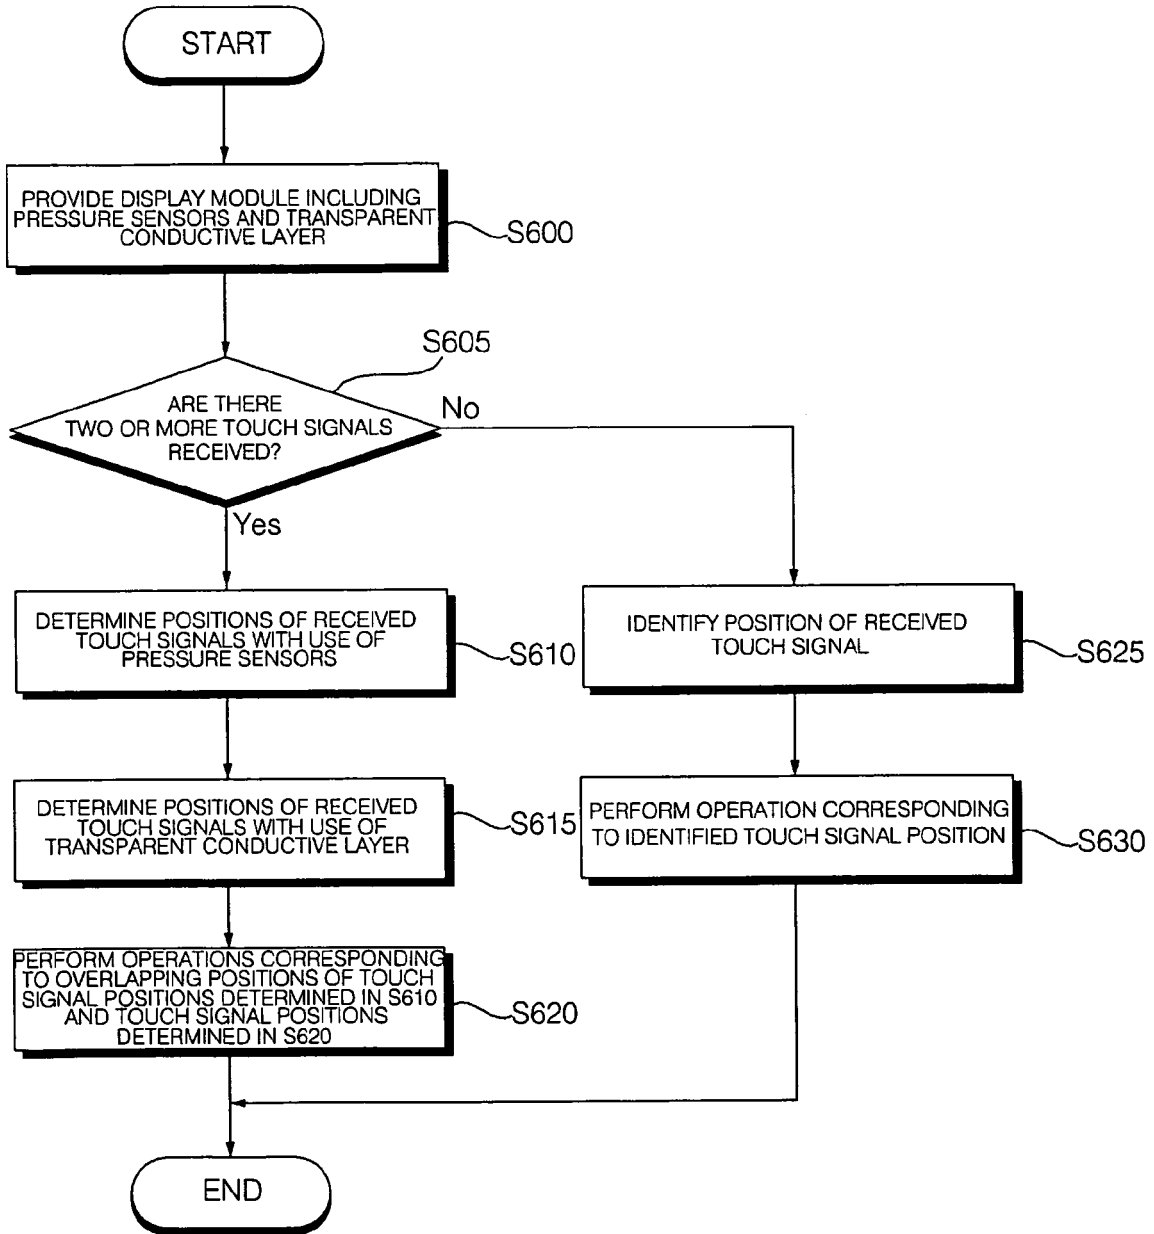 START
PROVIDE DISPLAY MODULE INCLUDING
PRESSURE SENSORS AND TRANSPARENT
CONDUCTIVE LAYER
S600
S605
ARE THERE
TWO OR MORE TOUCH SIGNALS
RECEIVED?
No
Yes
DETERMINE POSITIONS OF RECEIVED
TOUCH SIGNALS WITH USE OF
PRESSURE SENSORS
S610
IDENTIFY POSITION OF RECEIVED
TOUCH SIGNAL
S625
DETERMINE POSITIONS OF RECEIVED
TOUCH SIGNALS WITH USE OF
TRANSPARENT CONDUCTIVE LAYER
S615
PERFORM OPERATION CORRESPONDING
TO IDENTIFIED TOUCH SIGNAL POSITION
S630
PERFORM OPERATIONS CORRESPONDING
TO OVERLAPPING POSITIONS OF TOUCH
SIGNAL POSITIONS DETERMINED IN S610
AND TOUCH SIGNAL POSITIONS
DETERMINED IN S620
S620
END